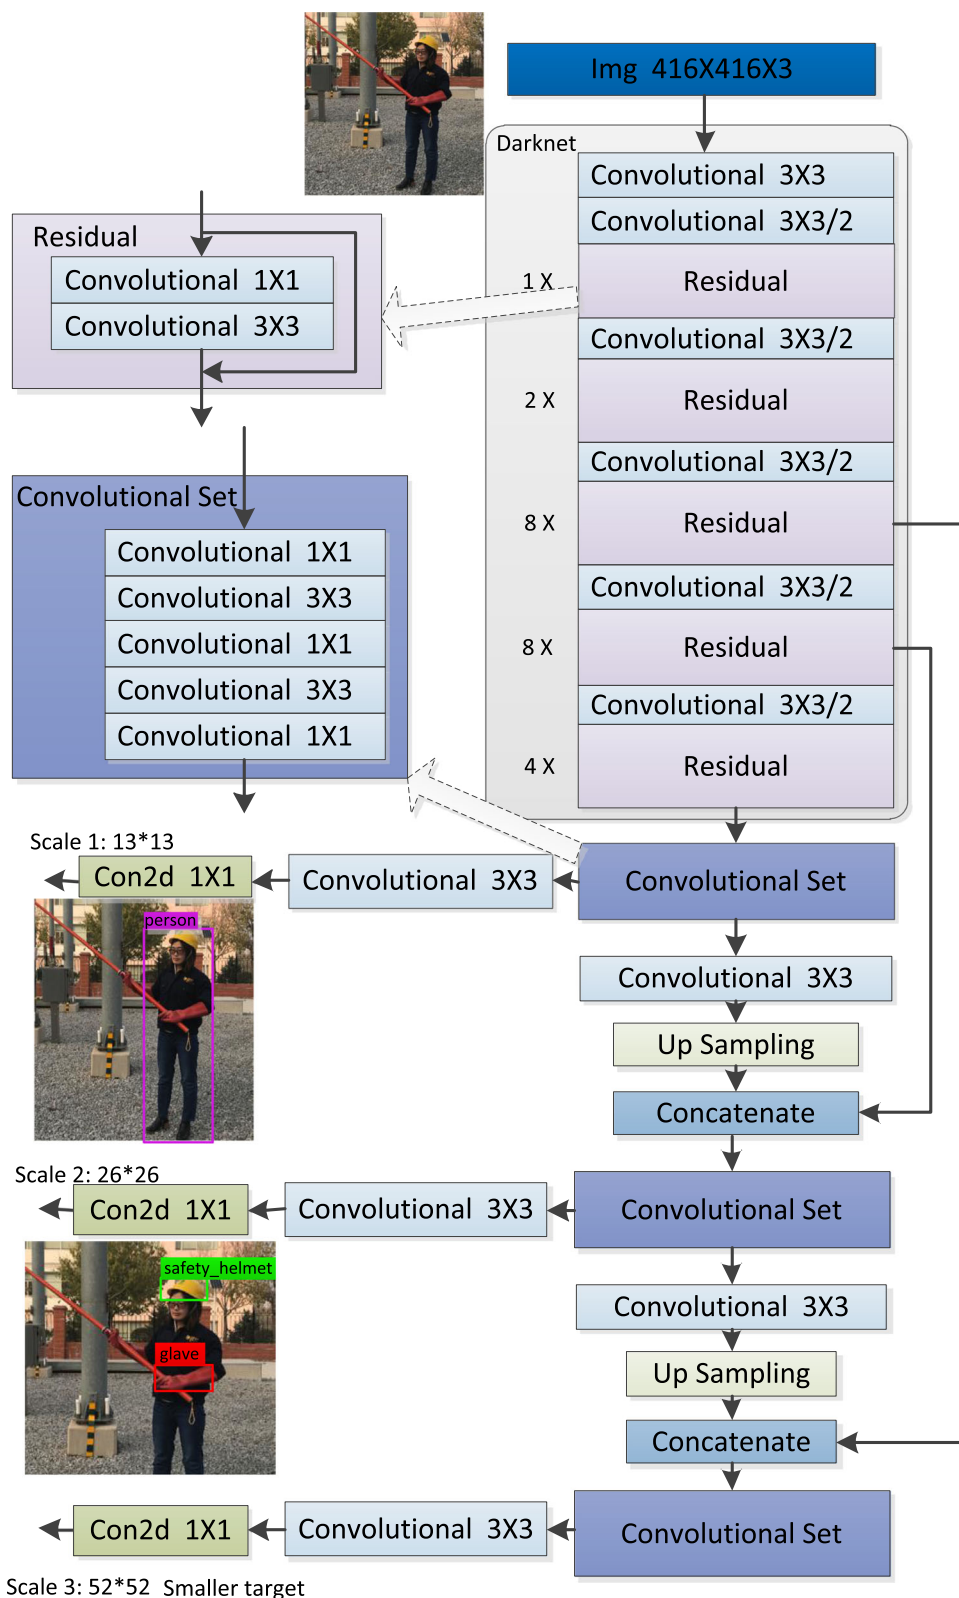 Img 416X416X3
Darknet
Convolutional 3X3
Convolutional 3X3/2
1 X Residual
Convolutional 3X3/2
2 X Residual
Convolutional 3X3/2
8 X Residual
Convolutional 3X3/2
8 X Residual
Convolutional 3X3/2
4 X Residual
Residual
Convolutional 1X1
Convolutional 3X3
Convolutional Set
Convolutional 1X1
Convolutional 3X3
Convolutional 1X1
Convolutional 3X3
Convolutional 1X1
Scale 1: 13*13
Con2d 1X1
Convolutional 3X3
Convolutional Set
person
Convolutional 3X3
Up Sampling
Concatenate
Scale 2: 26*26
Con2d 1X1
Convolutional 3X3
Convolutional Set
safety_helmet
glave
Convolutional 3X3
Up Sampling
Concatenate
Con2d 1X1
Convolutional 3X3
Convolutional Set
Scale 3: 52*52 Smaller target